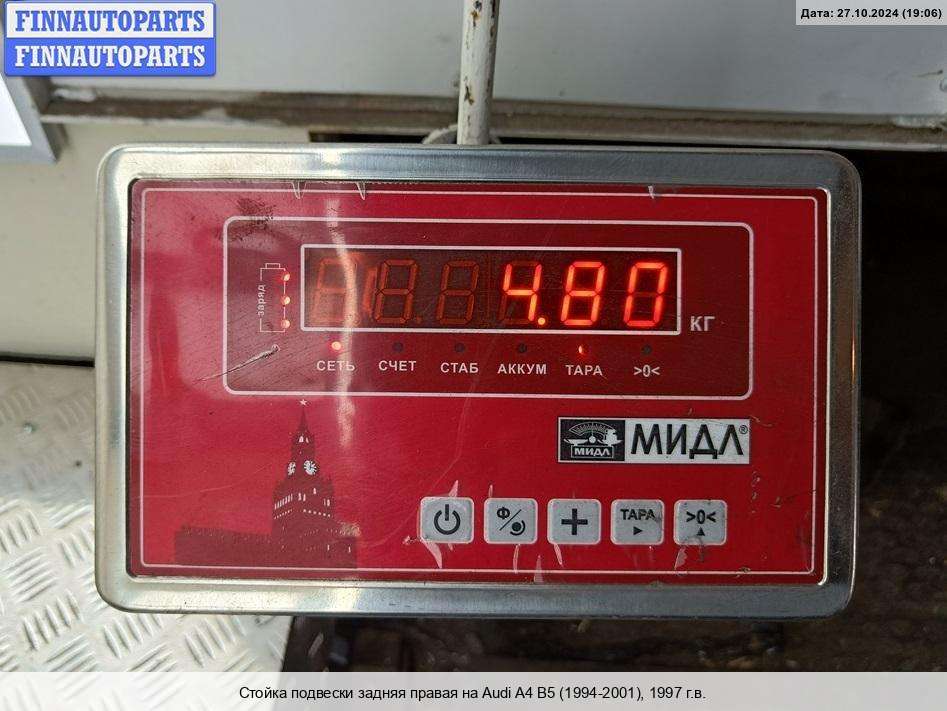 FINNAUTOPARTS
FINNAUTOPARTS
Дата: 27.10.2024 (19:06)
заряд
4.80
КГ
СЕТЬ СЧЕТ СТАБ АККУМ ТАРА >0<
МИДЛ МИДЛ®
Ф/ + ТАРА >0<
Стойка подвески задняя правая на Audi A4 B5 (1994-2001), 1997 г.в.